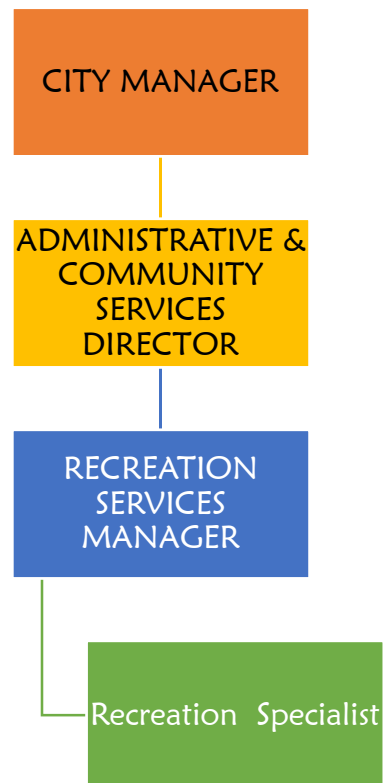 CITY MANAGER
ADMINISTRATIVE &
COMMUNITY
SERVICES
DIRECTOR
RECREATION
SERVICES
MANAGER
Recreation Specialist